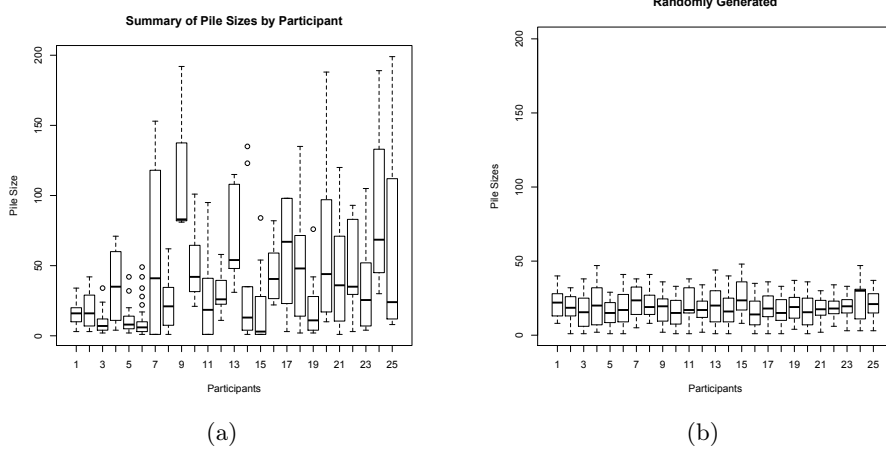 Summary of Pile Sizes by Participant
Pile Size
0
50
100
150
200
1 3 5 7 9 11 13 15 17 19 21 23 25
Participants
(a)
Randomly Generated
Pile Sizes
0
50
100
150
200
1 3 5 7 9 11 13 15 17 19 21 23 25
Participants
(b)